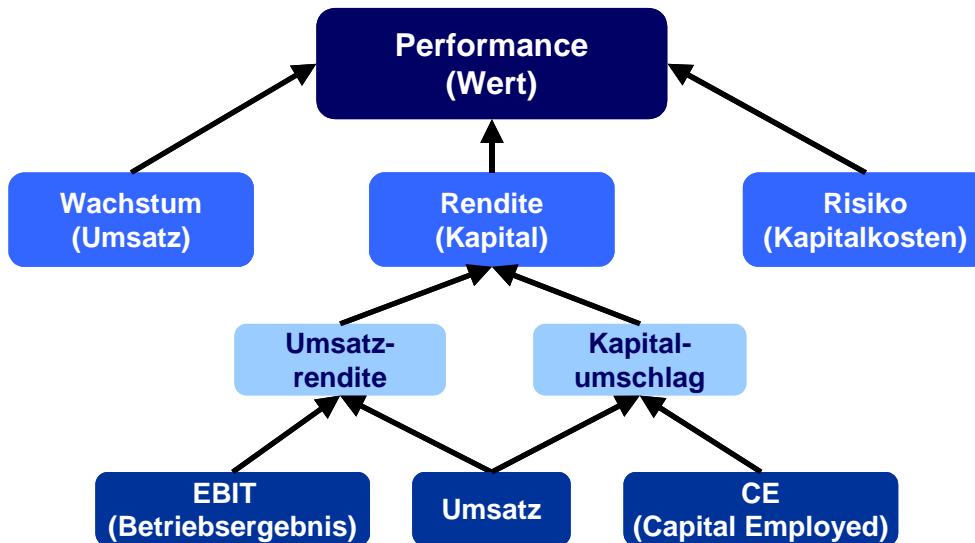 Performance
(Wert)
Wachstum
(Umsatz)
Rendite
(Kapital)
Risiko
(Kapitalkosten)
Umsatz-
rendite
Kapital-
umschlag
EBIT
(Betriebsergebnis)
Umsatz
CE
(Capital Employed)